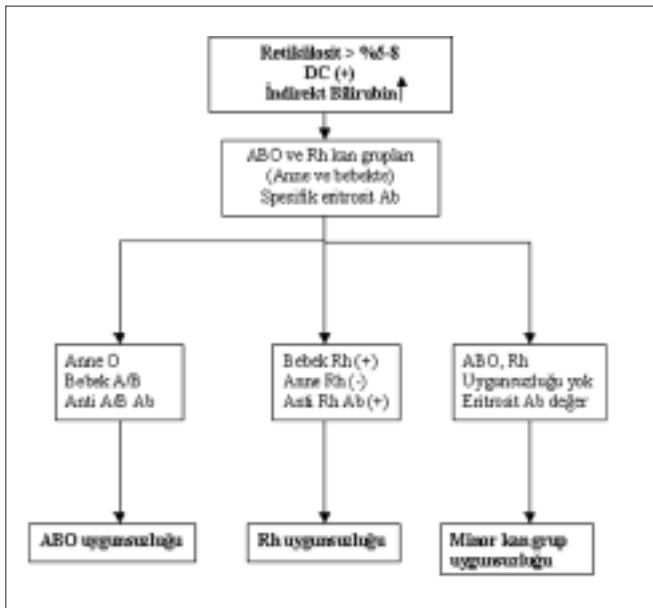 Retikülosit > %5-8
DC (+)
İndirekt Bilirubin↑
ABO ve Rh kan grupları
(Anne ve bebekte)
Spesifik eritrosit Ab
Anne O
Bebek A/B
Anti A/B Ab
Bebek Rh (+)
Anne Rh (-)
Anti Rh Ab (+)
ABO, Rh
Uygunsuzluğu yok
Eritrosit Ab değer
ABO uygunsuzluğu
Rh uygunsuzluğu
Minor kan grup
uygunsuzluğu